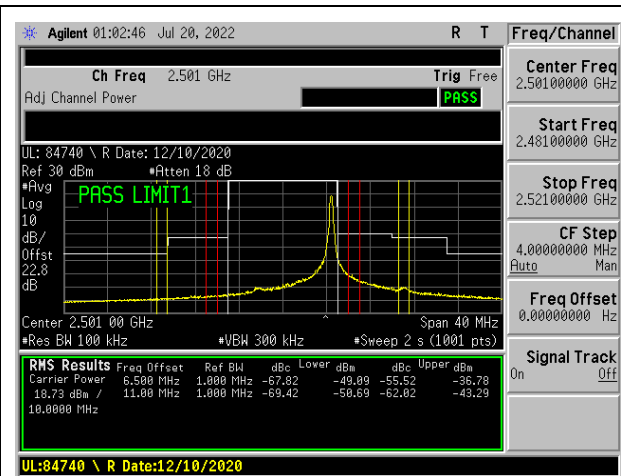 Agilent 01:02:46 Jul 20, 2022 R T Freq/Channel
Ch Freq 2.501 GHz Trig Free
Adj Channel Power PASS
Center Freq
2.50100000 GHz
Start Freq
2.48100000 GHz
Stop Freq
2.52100000 GHz
CF Step
4.00000000 MHz
Auto Man
Freq Offset
0.00000000 Hz
Signal Track
On Off
UL: 84740 \ R Date: 12/10/2020
Ref 30 dBm #Atten 18 dB
#Avg
Log
10
dB/
Offst
22.8
dB
PASS LIMIT1
Center 2.501 00 GHz Span 40 MHz
#Res BW 100 kHz #VBW 300 kHz #Sweep 2 s (1001 pts)
RMS Results Freq Offset Ref BW dBc Lower dBm dBc Upper dBm
Carrier Power 6.500 MHz 1.000 MHz -67.82 -49.09 -55.52 -36.78
18.73 dBm / 11.00 MHz 1.000 MHz -69.42 -50.69 -62.02 -43.29
10.0000 MHz
UL:84740 \ R Date:12/10/2020